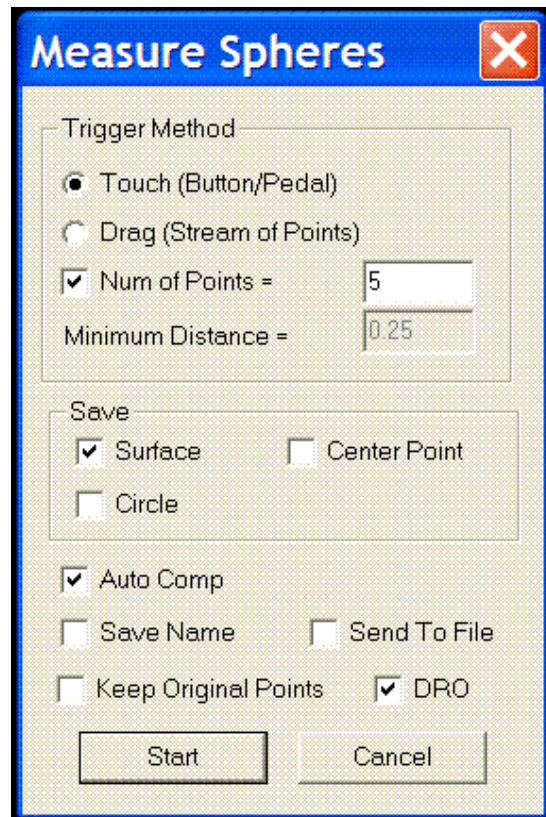 Measure Spheres
Trigger Method
Touch (Button/Pedal)
Drag (Stream of Points)
Num of Points = 5
Minimum Distance = 0.25
Save
Surface Center Point
Circle
Auto Comp
Save Name Send To File
Keep Original Points DRO
Start Cancel